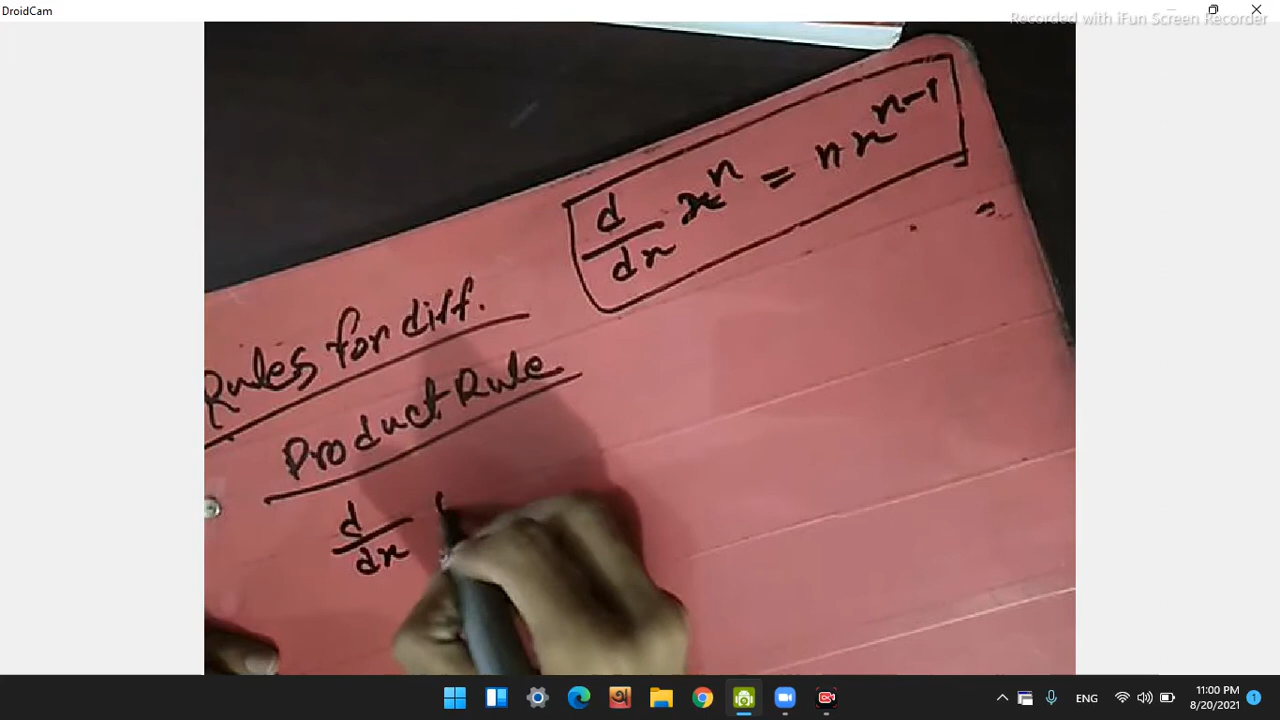 DroidCam
Recorded with iFun Screen Recorder
d/dx x^n = n x^{n-1}
Rules for diff.
Product Rule
d/dx (
ENG
11:00 PM
8/20/2021
1